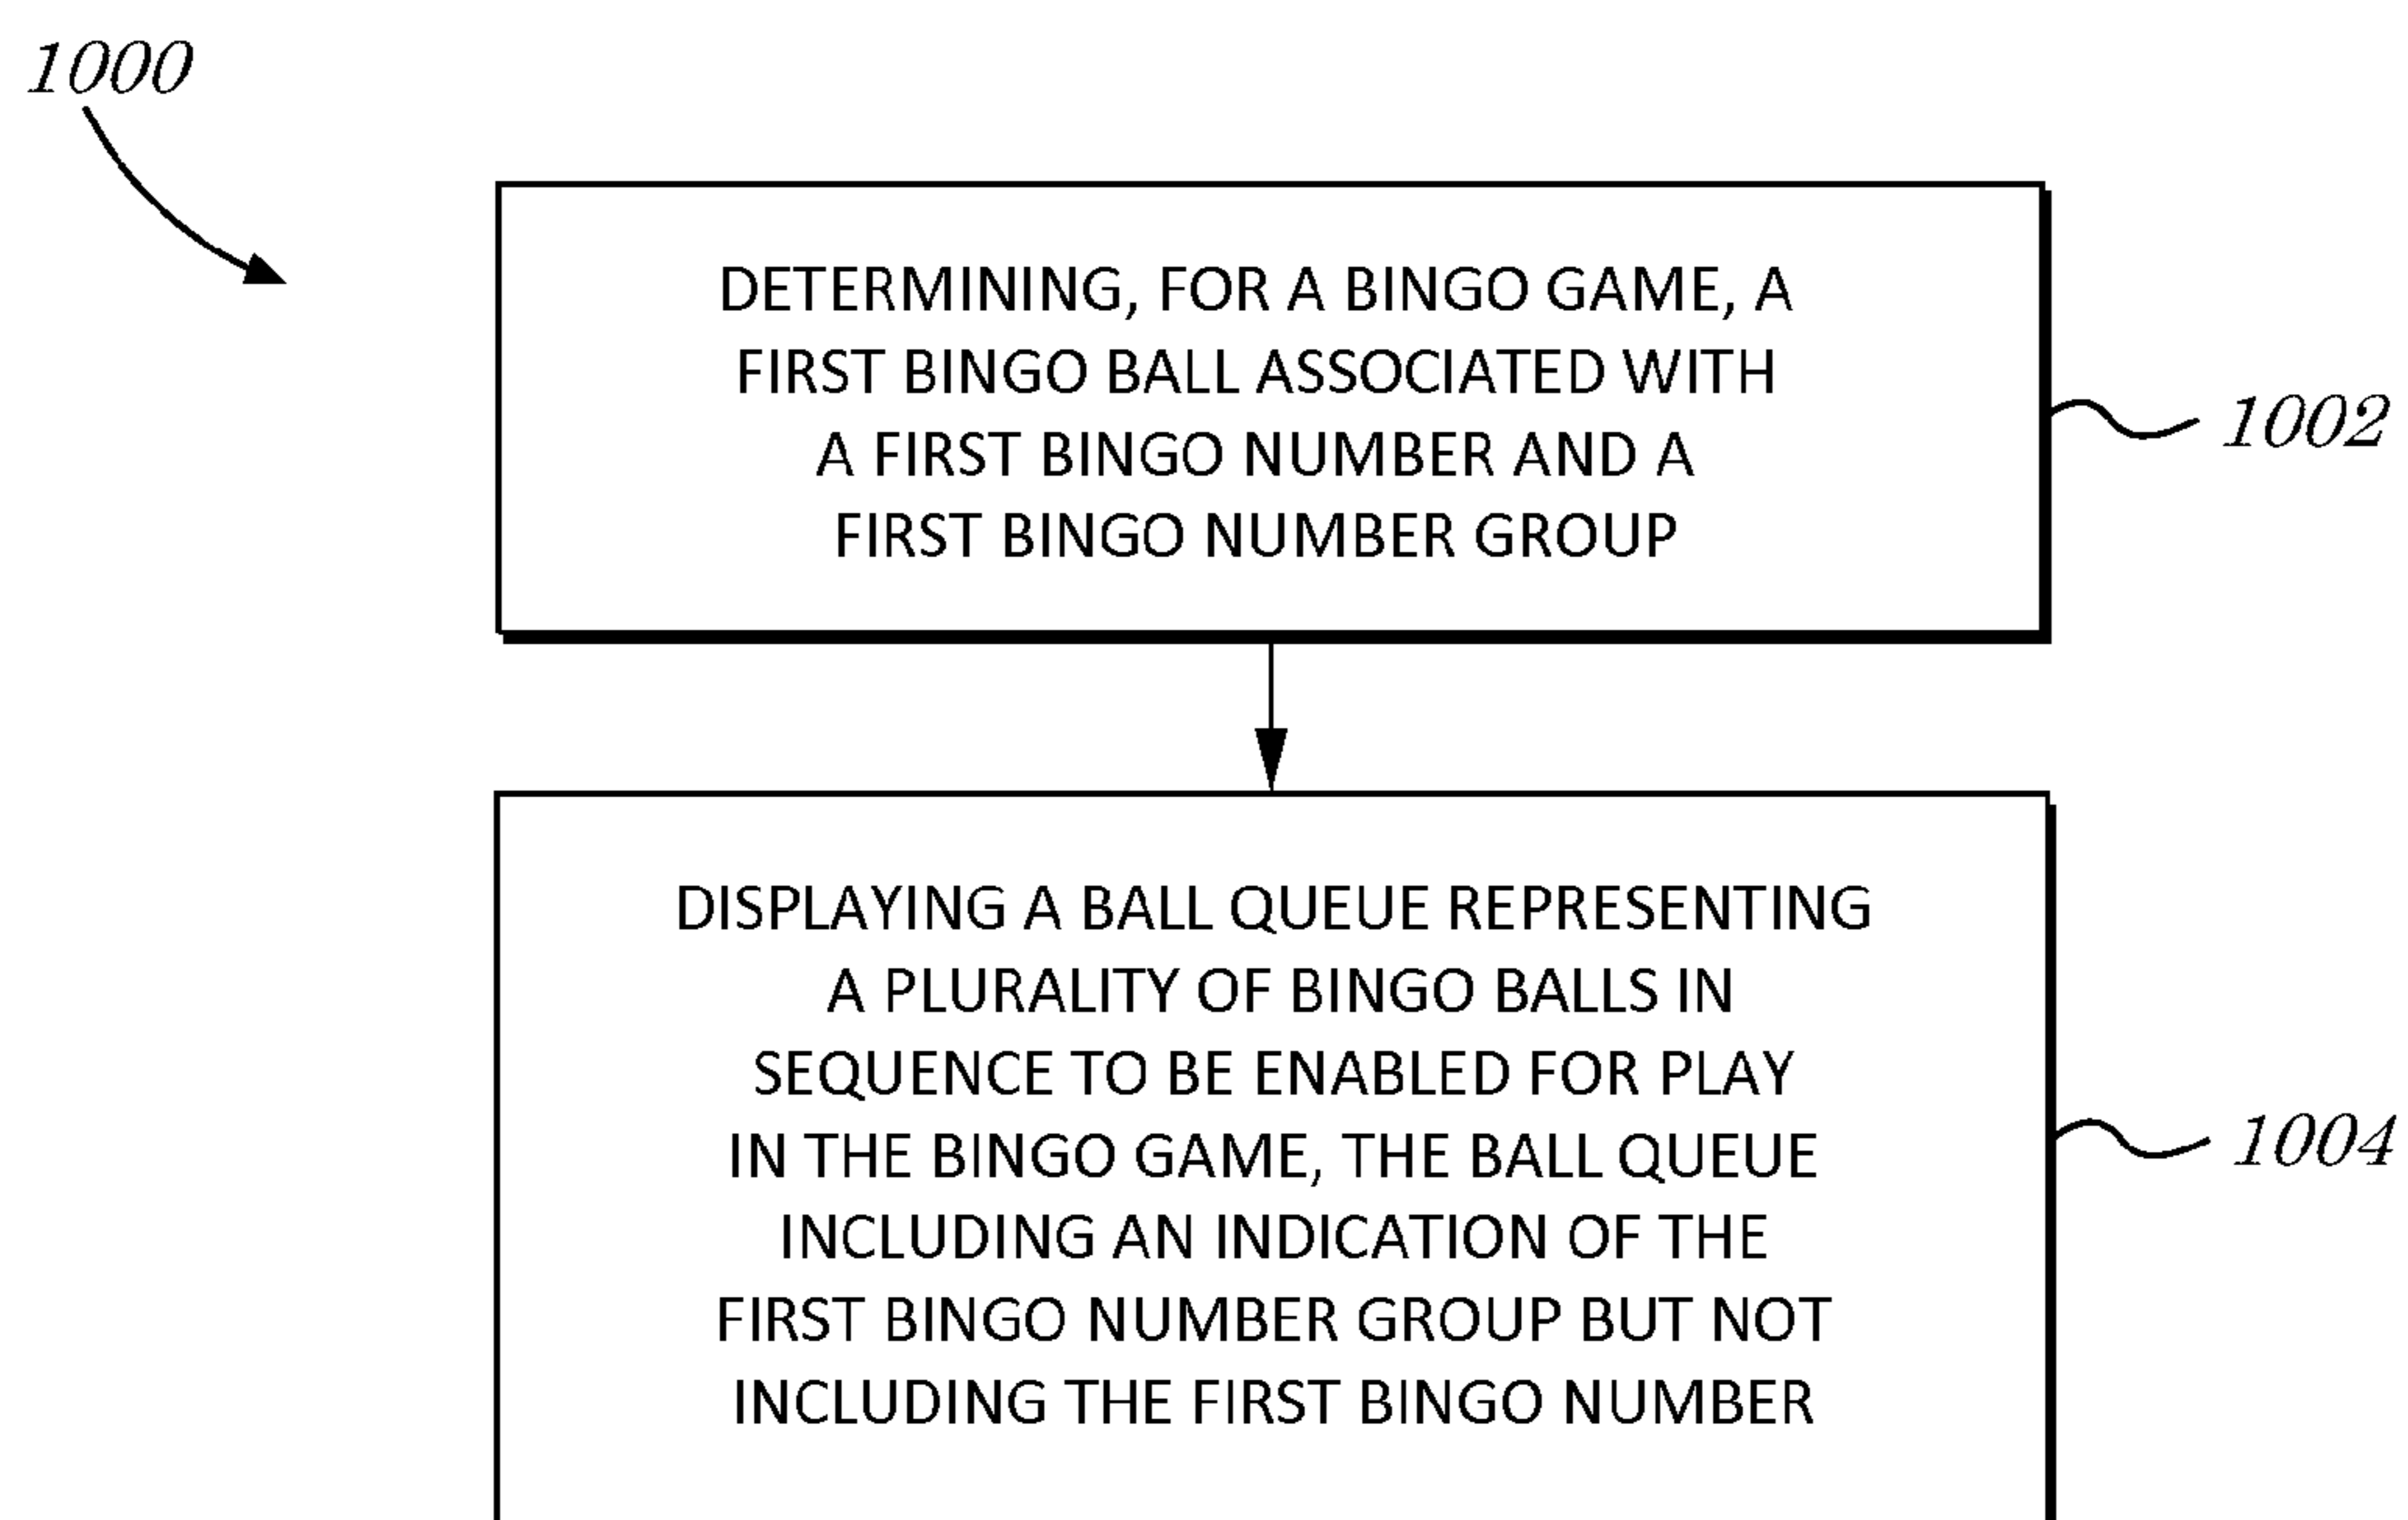 1000
DETERMINING, FOR A BINGO GAME, A
FIRST BINGO BALL ASSOCIATED WITH
A FIRST BINGO NUMBER AND A
FIRST BINGO NUMBER GROUP
1002
DISPLAYING A BALL QUEUE REPRESENTING
A PLURALITY OF BINGO BALLS IN
SEQUENCE TO BE ENABLED FOR PLAY
IN THE BINGO GAME, THE BALL QUEUE
INCLUDING AN INDICATION OF THE
FIRST BINGO NUMBER GROUP BUT NOT
INCLUDING THE FIRST BINGO NUMBER
1004